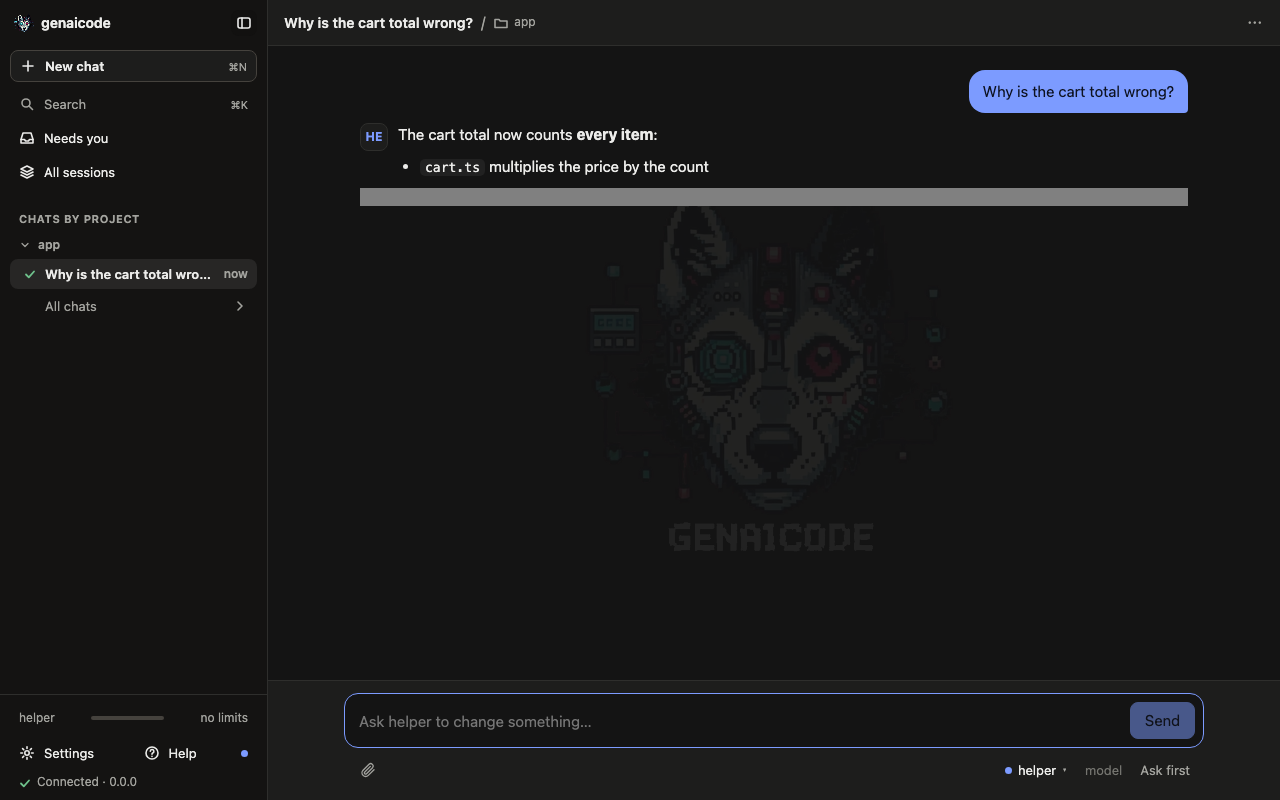 genaicode
New chat ⌘N
Search ⌘K
Needs you
All sessions
CHATS BY PROJECT
app
Why is the cart total wro... now
All chats
helper no limits
Settings Help
Connected · 0.0.0
Why is the cart total wrong? / app
Why is the cart total wrong?
HE The cart total now counts every item:
• cart.ts multiplies the price by the count
GENAICODE
Ask helper to change something... Send
helper model Ask first